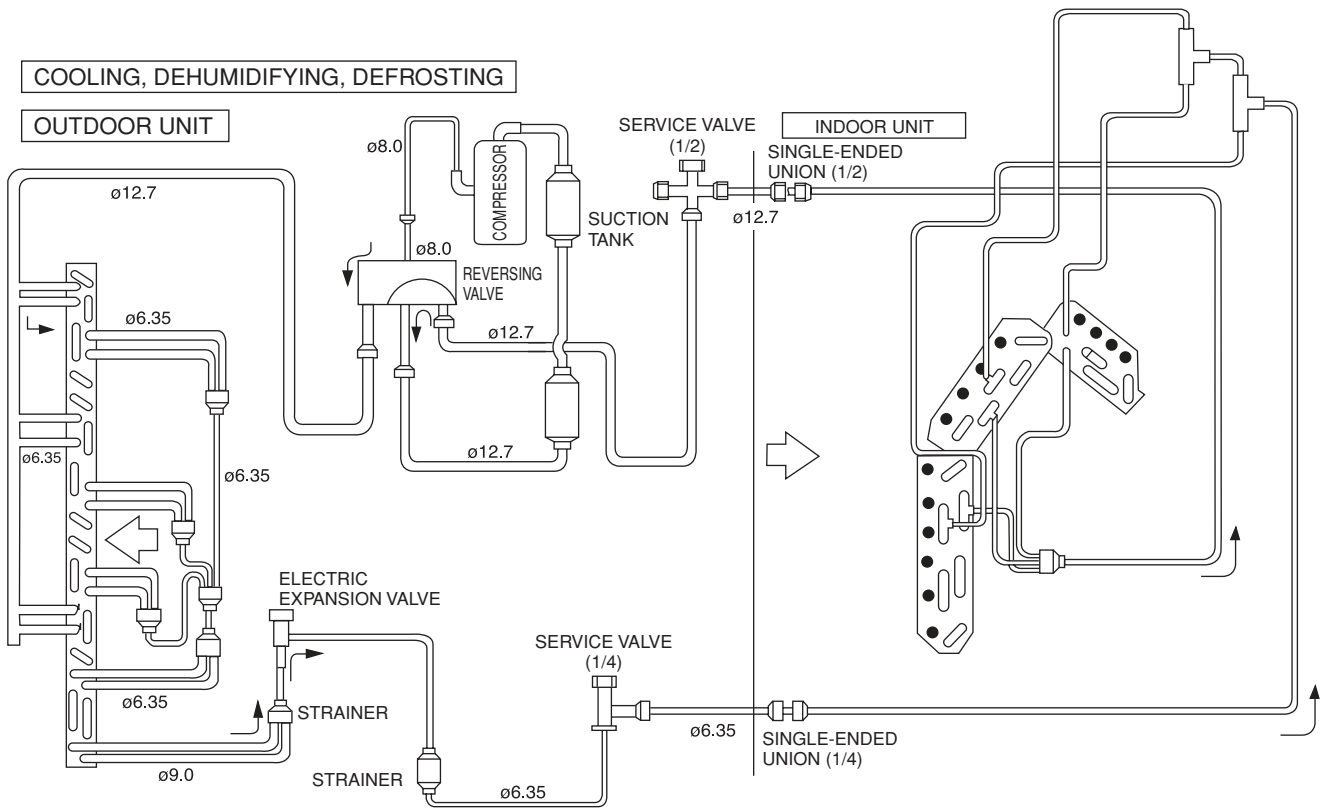 COOLING, DEHUMIDIFYING, DEFROSTING
OUTDOOR UNIT
INDOOR UNIT
SERVICE VALVE
(1/2)
SINGLE-ENDED
UNION (1/2)
ø8.0
COMPRESSOR
ø12.7
SUCTION
TANK
ø12.7
ø8.0
REVERSING
VALVE
ø6.35
ø12.7
ø12.7
ø6.35
ø6.35
ELECTRIC
EXPANSION VALVE
SERVICE VALVE
(1/4)
ø6.35
STRAINER
ø6.35
SINGLE-ENDED
UNION (1/4)
ø9.0
STRAINER
ø6.35